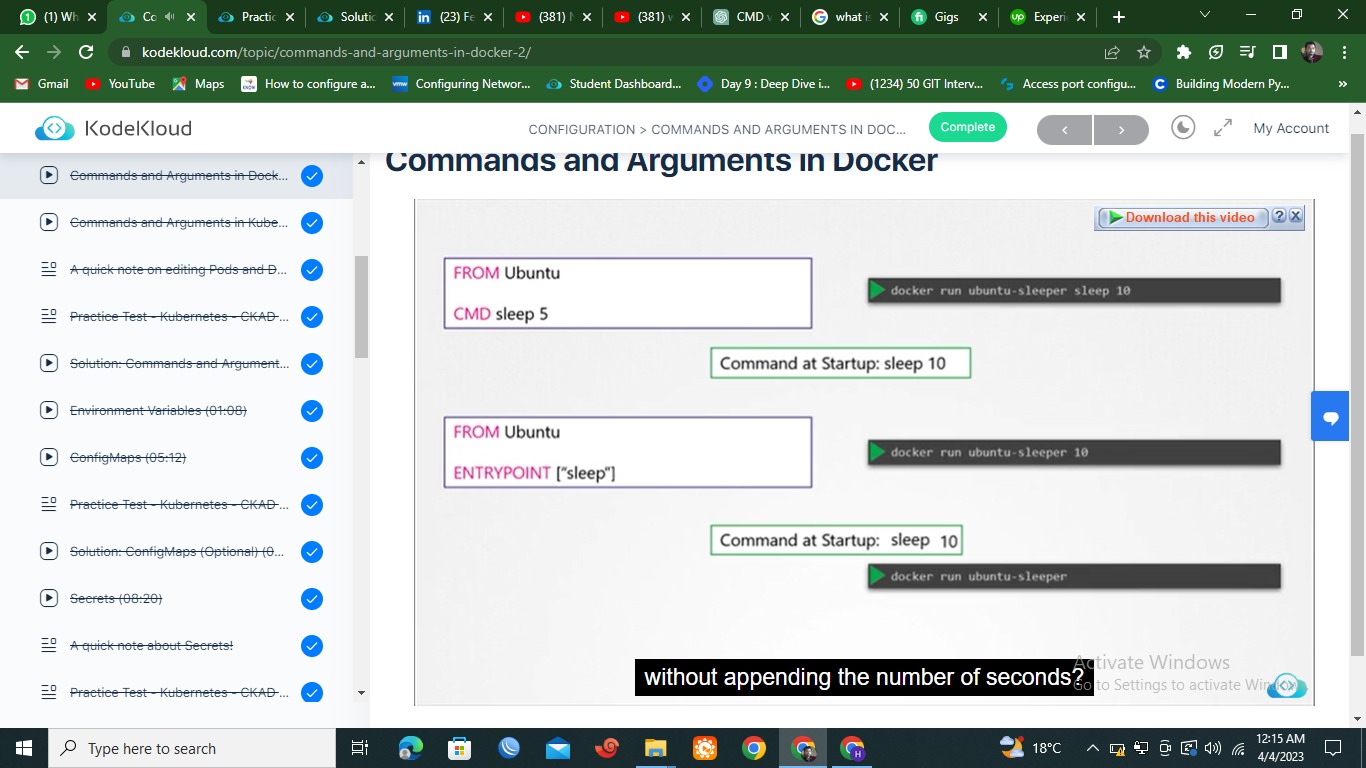 (1) Wh
Co
Practic
Solutic
(23) Fe
(381)
(381)
CMD v
what is
Gigs
Experi
kodekloud.com/topic/commands-and-arguments-in-docker-2/
Gmail
YouTube
Maps
How to configure a...
Configuring Networ...
Student Dashboard...
Day 9 : Deep Dive i...
(1234) 50 GIT Interv...
Access port configu...
Building Modern Py...
KodeKloud
CONFIGURATION > COMMANDS AND ARGUMENTS IN DOC...
Complete
My Account
Commands and Arguments in Dock...
Commands and Arguments in Kube...
A quick note on editing Pods and D...
Practice Test - Kubernetes - CKAD ...
Solution: Commands and Argument...
Environment Variables (01:08)
ConfigMaps (05:12)
Practice Test - Kubernetes - CKAD ...
Solution: ConfigMaps (Optional) (0...
Secrets (08:20)
A quick note about Secrets!
Practice Test - Kubernetes - CKAD ...
Commands and Arguments in Docker
Download this video
FROM Ubuntu
CMD sleep 5
docker run ubuntu-sleeper sleep 10
Command at Startup: sleep 10
FROM Ubuntu
ENTRYPOINT ["sleep"]
docker run ubuntu-sleeper 10
Command at Startup: sleep 10
docker run ubuntu-sleeper
without appending the number of seconds?
Activate Windows
Go to Settings to activate Windows.
Type here to search
18°C
12:15 AM
4/4/2023